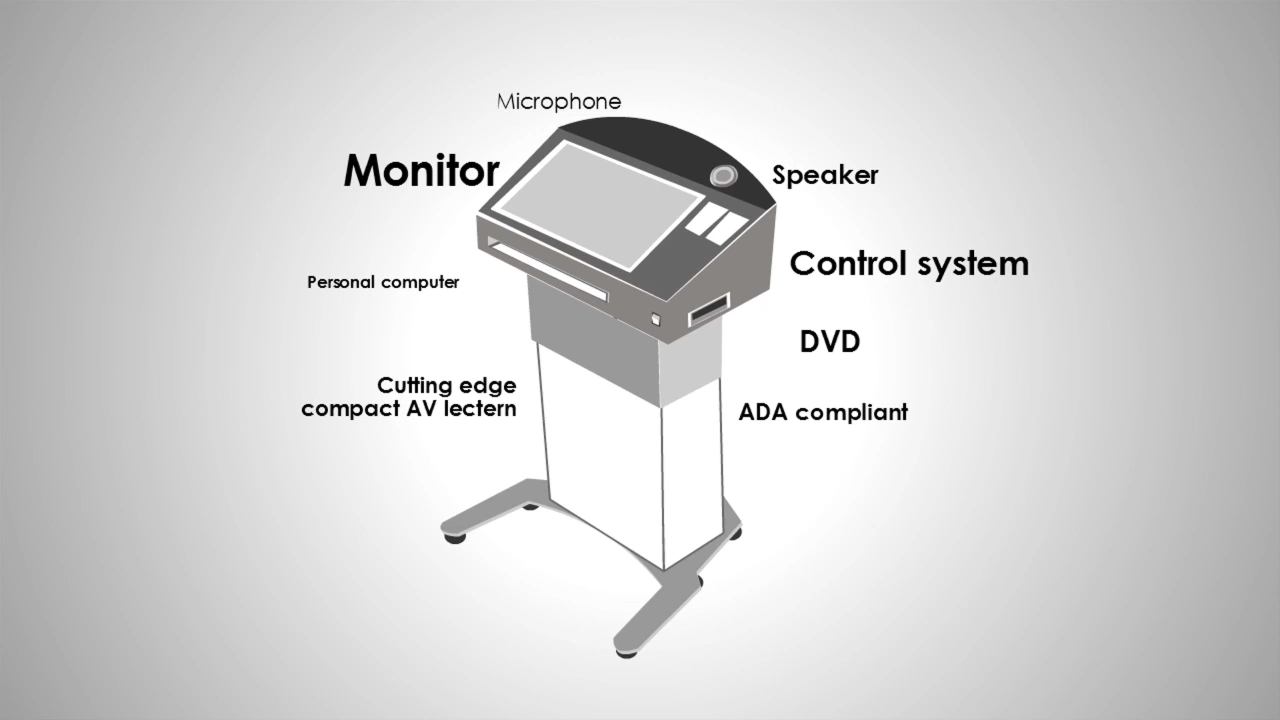 Microphone
Monitor
Speaker
Control system
Personal computer
DVD
Cutting edge
compact AV lectern
ADA compliant